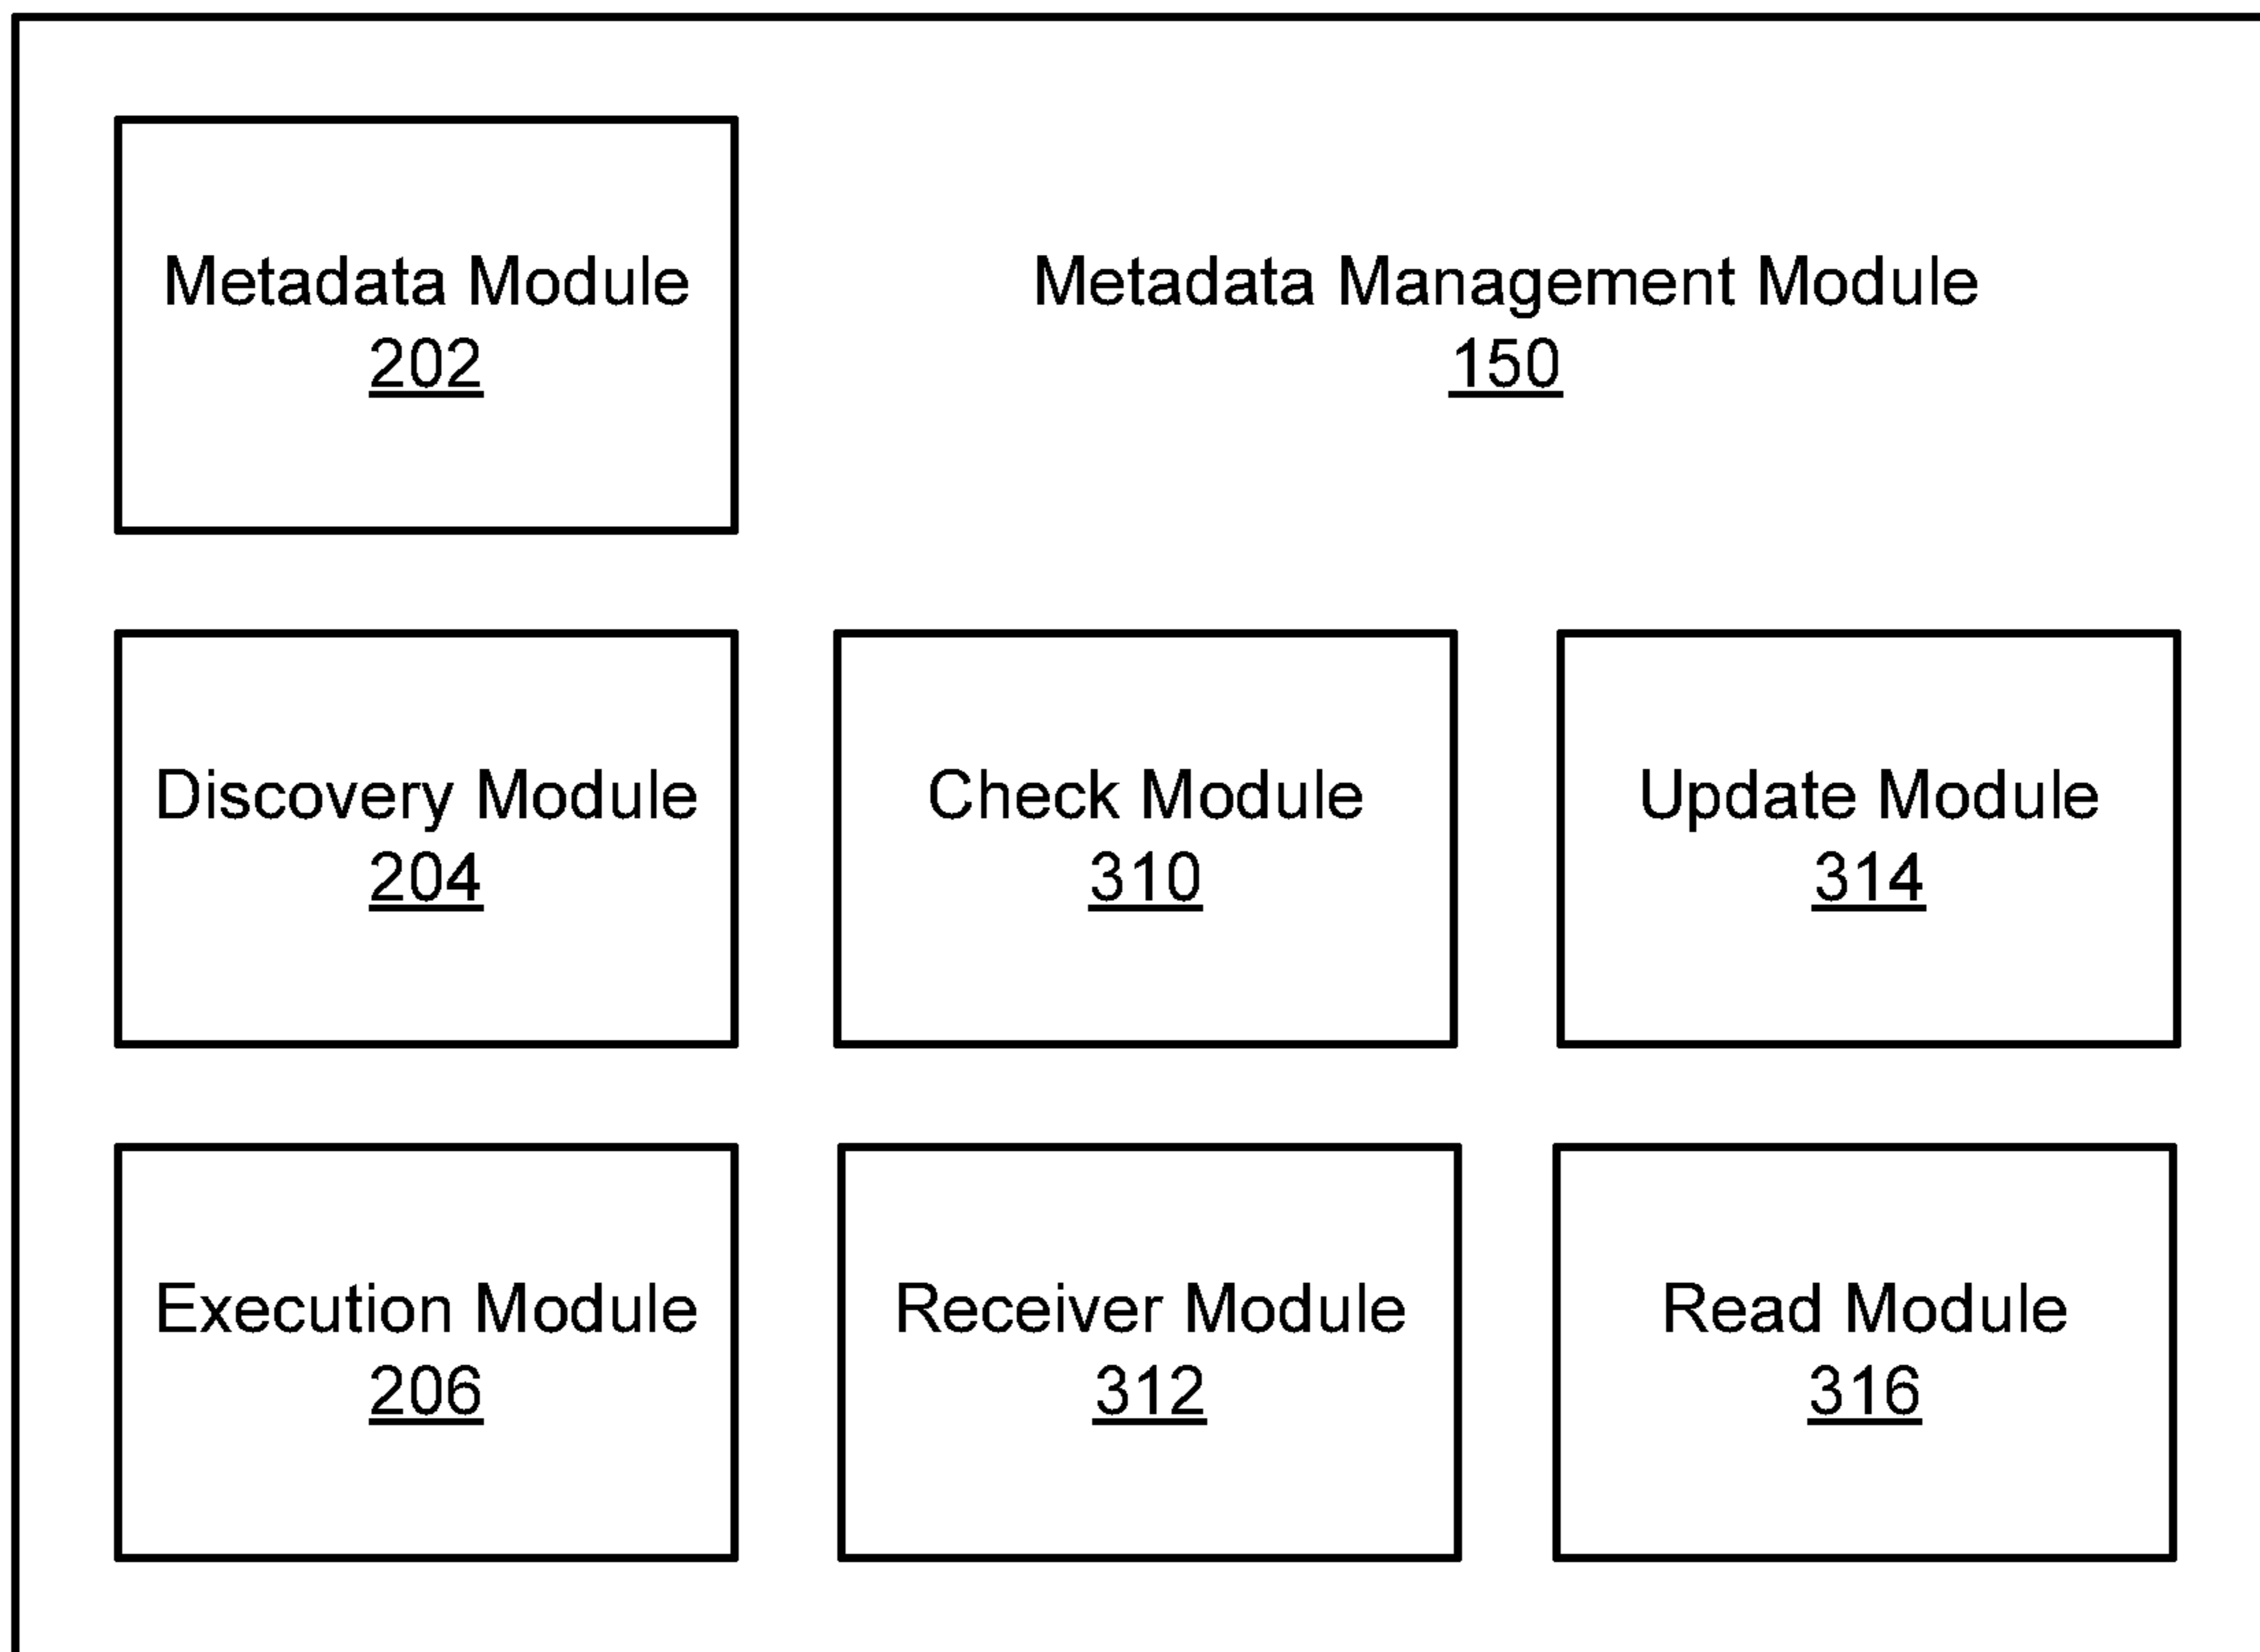 Metadata Module
202
Metadata Management Module
150
Discovery Module
204
Check Module
310
Update Module
314
Execution Module
206
Receiver Module
312
Read Module
316